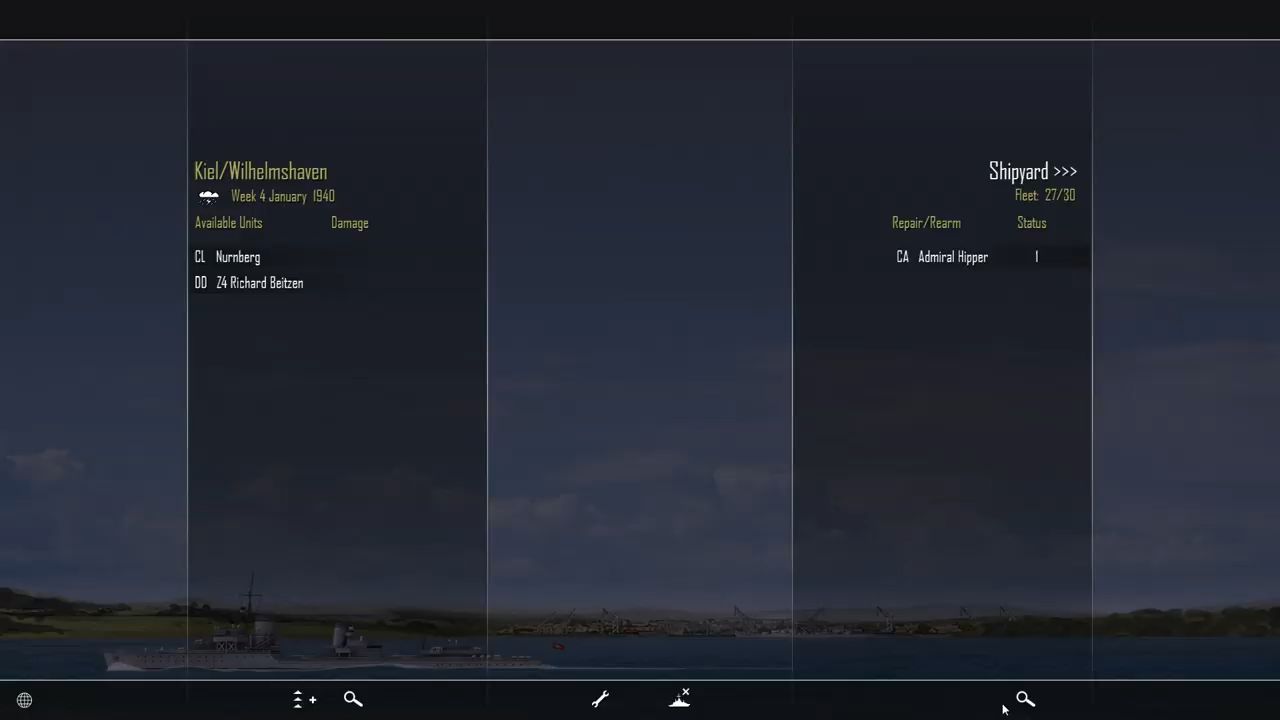 Kiel/Wilhelmshaven
Week 4 January 1940
Available Units Damage
CL Nurnberg
DD Z4 Richard Beitzen
Shipyard >>>
Fleet: 27/30
Repair/Rearm Status
CA Admiral Hipper 1